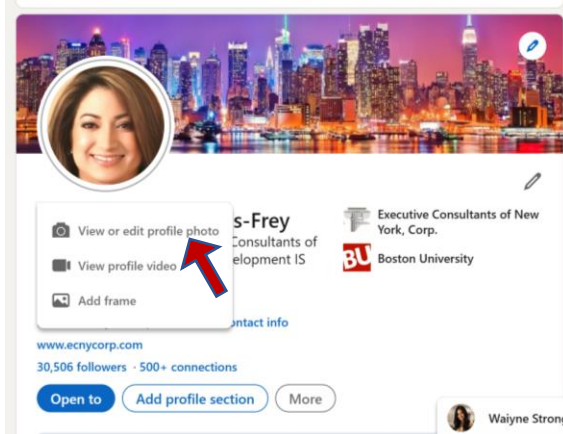 View or edit profile photo
View profile video
Add frame
s-Frey
Consultants of
elopment IS
ontact info
www.ecnycorp.com
30,506 followers · 500+ connections
Open to
Add profile section
More
Executive Consultants of New
York, Corp.
BU
Boston University
Waiyne Strong